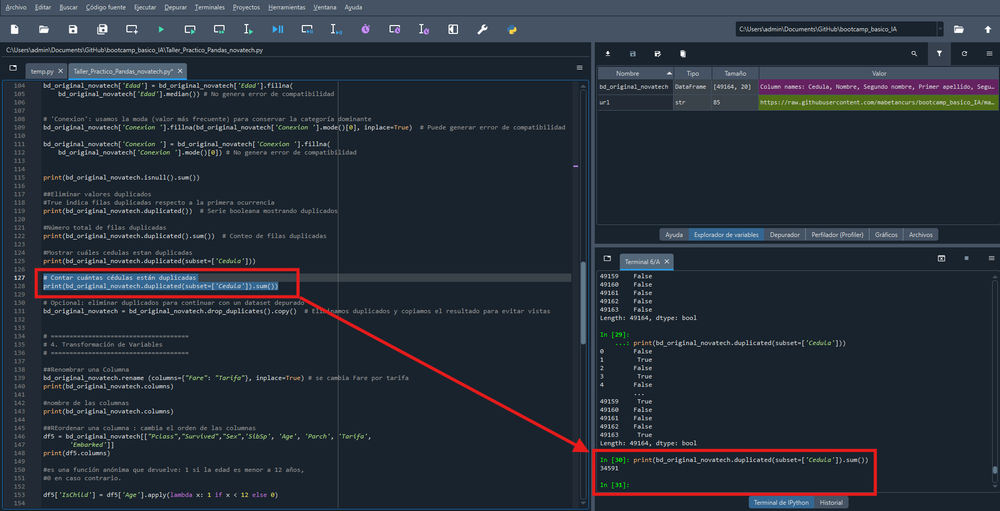 Archivo Editar Buscar Código fuente Ejecutar Depurar Terminales Proyectos Herramientas Ventana Ayuda
C:\Users\admin\Documents\GitHub\bootcamp_basico_IA
C:\Users\admin\Documents\GitHub\bootcamp_basico_IA\Taller_Practico_Pandas_novatech.py
temp.py Taller_Practico_Pandas_novatech.py*
104 bd_original_novatech['Edad'] = bd_original_novatech['Edad'].fillna(
105     bd_original_novatech['Edad'].median()) # No genera error de compatibilidad
106
107
108 # 'Conexion': usamos la moda (valor más frecuente) para conservar la categoría dominante
109 bd_original_novatech['Conexion '].fillna(bd_original_novatech['Conexion '].mode()[0], inplace=True)  # Puede generar error de compatibilidad
110
111 bd_original_novatech['Conexion '] = bd_original_novatech['Conexion '].fillna(
112     bd_original_novatech['Conexion '].mode()[0]) # No genera error de compatibilidad
113
114
115 print(bd_original_novatech.isnull().sum())
116
117 ##Eliminar valores duplicados
118 #True indica filas duplicadas respecto a la primera ocurrencia
119 print(bd_original_novatech.duplicated())  # Serie booleana mostrando duplicados
120
121 #Número total de filas duplicadas
122 print(bd_original_novatech.duplicated().sum())  # Conteo de filas duplicadas
123
124 #Mostrar cuáles cedulas estan duplicadas
125 print(bd_original_novatech.duplicated(subset=['Cedula']))
126
127 # Contar cuántas cédulas están duplicadas
128 print(bd_original_novatech.duplicated(subset=['Cedula']).sum())
129
130 # Opcional: eliminar duplicados para continuar con un dataset depurado
131 bd_original_novatech = bd_original_novatech.drop_duplicates().copy()  # Eliminamos duplicados y copiamos el resultado para evitar vistas
132
133
134 # =====================================
135 # 4. Transformación de Variables
136 # =====================================
137
138 ##Renombrar una Columna
139 bd_original_novatech.rename (columns={"Fare": "Tarifa"}, inplace=True) # se cambia Fare por tarifa
140 print(bd_original_novatech.columns)
141
142 #nombre de las columnas
143 print(bd_original_novatech.columns)
144
145 ##REordenar una columna : cambia el orden de las columnas
146 df5 = bd_original_novatech[["Pclass","Survived","Sex",'SibSp', 'Age', 'Parch', 'Tarifa',
147        'Embarked']]
148 print(df5.columns)
149
150 #es una función anónima que devuelve: 1 si la edad es menor a 12 años,
151 #0 en caso contrario.
152
153 df5['IsChild'] = df5['Age'].apply(lambda x: 1 if x < 12 else 0)
154
Nombre Tipo Tamaño Valor
bd_original_novatech DataFrame [49164, 20] Column names: Cedula, Nombre, Segundo nombre, Primer apellido, Segu…
url str 85 https://raw.githubusercontent.com/mabetancurs/bootcamp_basico_IA/ma…
Ayuda Explorador de variables Depurador Perfilador (Profiler) Gráficos Archivos
Terminal 6/A
49159    False
49160    False
49161    False
49162    False
49163    False
Length: 49164, dtype: bool
In [29]:
    ...: print(bd_original_novatech.duplicated(subset=['Cedula']))
0        False
1         True
2        False
3         True
4        False
...
49159     True
49160    False
49161    False
49162    False
49163     True
Length: 49164, dtype: bool
In [30]: print(bd_original_novatech.duplicated(subset=['Cedula']).sum())
34591
In [31]:
Terminal de IPython Historial